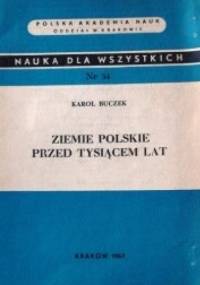 POLSKA AKADEMIA NAUK
ODDZIAŁ W KRAKOWIE
NAUKA DLA WSZYSTKICH
Nr 54
KAROL BUCZEK
ZIEMIE POLSKIE
PRZED TYSIĄCEM LAT
KRAKÓW 1967